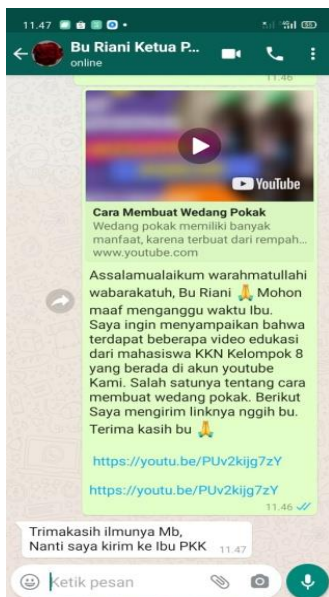 11.47
Bu Riani Ketua P...
online
11.46
YouTube
Cara Membuat Wedang Pokak
Wedang pokak memiliki banyak
manfaat, karena terbuat dari rempah...
www.youtube.com
Assalamualaikum warahmatullahi
wabarakatuh, Bu Riani 🙏 Mohon
maaf menganggu waktu Ibu.
Saya ingin menyampaikan bahwa
terdapat beberapa video edukasi
dari mahasiswa KKN Kelompok 8
yang berada di akun youtube
Kami. Salah satunya tentang cara
membuat wedang pokak. Berikut
Saya mengirim linknya nggih bu.
Terima kasih bu 🙏
https://youtu.be/PUv2kijg7zY
https://youtu.be/PUv2kijg7zY
11.46
Trimakasih ilmunya Mb,
Nanti saya kirim ke Ibu PKK 11.47
Ketik pesan